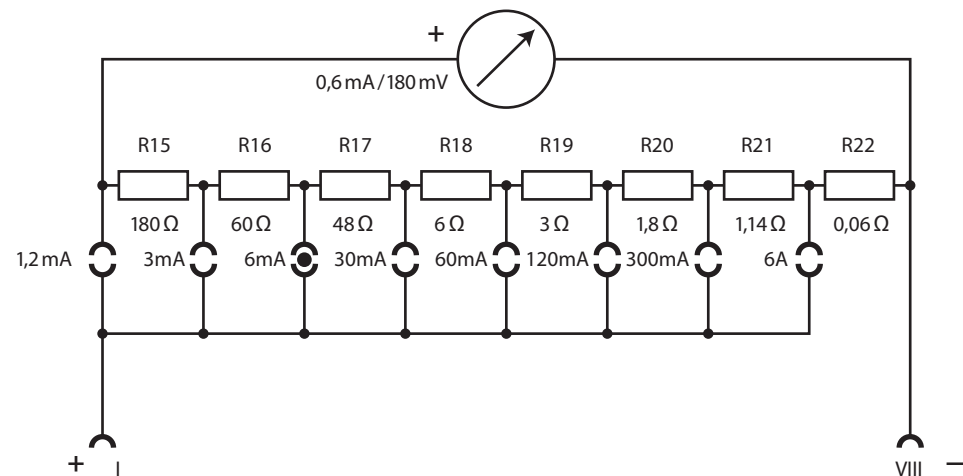 +
0,6 mA / 180 mV
R15 R16 R17 R18 R19 R20 R21 R22
180 Ω 60 Ω 48 Ω 6 Ω 3 Ω 1,8 Ω 1,14 Ω 0,06 Ω
1,2 mA 3mA 6mA 30mA 60mA 120mA 300mA 6A
+ I VIII −